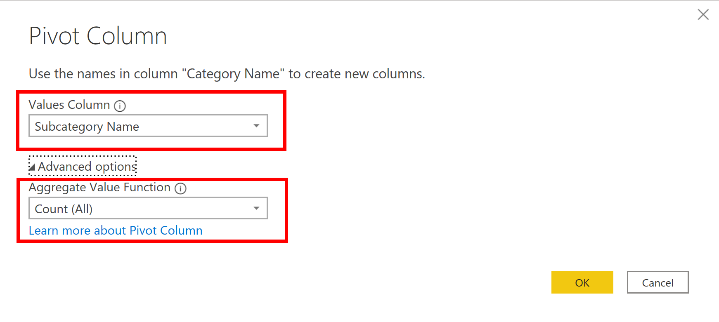 Pivot Column
Use the names in column "Category Name" to create new columns.
Values Column
Subcategory Name
Advanced options
Aggregate Value Function
Count (All)
Learn more about Pivot Column
OK Cancel